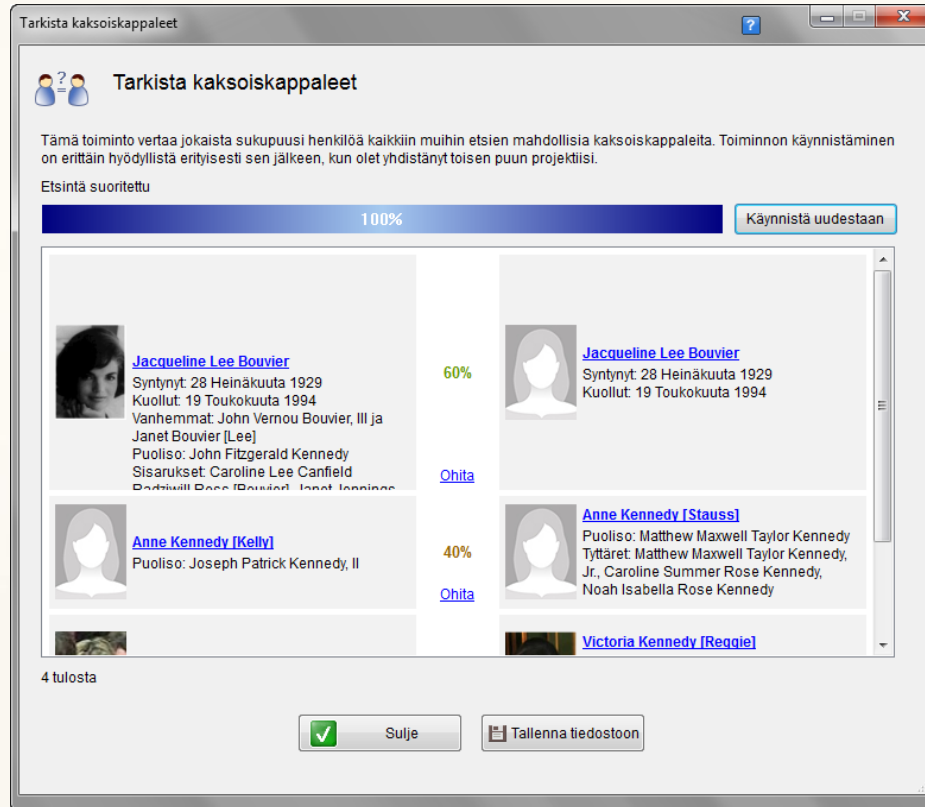 Tarkista kaksoiskappaleet
Tarkista kaksoiskappaleet
Tämä toiminto vertaa jokaista sukupuusi henkilöä kaikkiin muihin etsien mahdollisia kaksoiskappaleita. Toiminnon käynnistäminen
on erittäin hyödyllistä erityisesti sen jälkeen, kun olet yhdistänyt toisen puun projektiisi.
Etsintä suoritettu
100%
Käynnistä uudestaan
Jacqueline Lee Bouvier
Syntynyt: 28 Heinäkuuta 1929
Kuollut: 19 Toukokuuta 1994
Vanhemmat: John Vernou Bouvier, III ja
Janet Bouvier [Lee]
Puoliso: John Fitzgerald Kennedy
Sisarukset: Caroline Lee Canfield
Radziwill Ross [Bouvier], Janet Jennings
60%
Ohita
Jacqueline Lee Bouvier
Syntynyt: 28 Heinäkuuta 1929
Kuollut: 19 Toukokuuta 1994
Anne Kennedy [Kelly]
Puoliso: Joseph Patrick Kennedy, II
40%
Ohita
Anne Kennedy [Stauss]
Puoliso: Matthew Maxwell Taylor Kennedy
Tyttäret: Matthew Maxwell Taylor Kennedy,
Jr., Caroline Summer Rose Kennedy,
Noah Isabella Rose Kennedy
Victoria Kennedy [Reggie]
4 tulosta
Sulje
Tallenna tiedostoon